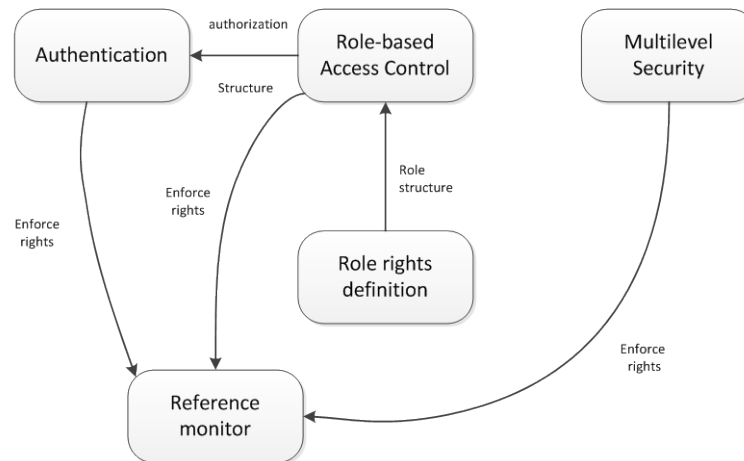 authorization
Authentication
Role-based
Access Control
Multilevel
Security
Structure
Enforce
rights
Role
structure
Enforce
rights
Role rights
definition
Enforce
rights
Reference
monitor